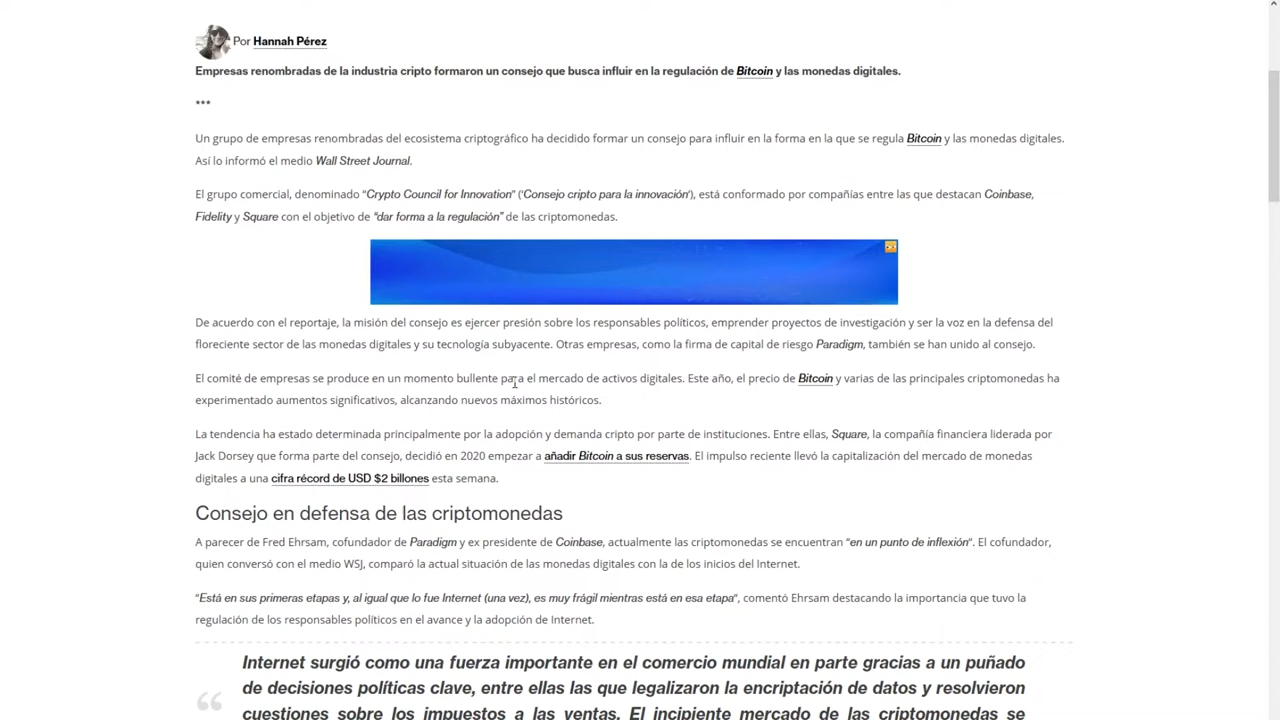 Por Hannah Pérez
Empresas renombradas de la industria cripto formaron un consejo que busca influir en la regulación de Bitcoin y las monedas digitales.
***
Un grupo de empresas renombradas del ecosistema criptográfico ha decidido formar un consejo para influir en la forma en la que se regula Bitcoin y las monedas digitales.
Así lo informó el medio Wall Street Journal.
El grupo comercial, denominado “Crypto Council for Innovation” (‘Consejo cripto para la innovación‘), está conformado por compañías entre las que destacan Coinbase,
Fidelity y Square con el objetivo de “dar forma a la regulación” de las criptomonedas.
De acuerdo con el reportaje, la misión del consejo es ejercer presión sobre los responsables políticos, emprender proyectos de investigación y ser la voz en la defensa del
floreciente sector de las monedas digitales y su tecnología subyacente. Otras empresas, como la firma de capital de riesgo Paradigm, también se han unido al consejo.
El comité de empresas se produce en un momento bullente para el mercado de activos digitales. Este año, el precio de Bitcoin y varias de las principales criptomonedas ha
experimentado aumentos significativos, alcanzando nuevos máximos históricos.
La tendencia ha estado determinada principalmente por la adopción y demanda cripto por parte de instituciones. Entre ellas, Square, la compañía financiera liderada por
Jack Dorsey que forma parte del consejo, decidió en 2020 empezar a añadir Bitcoin a sus reservas. El impulso reciente llevó la capitalización del mercado de monedas
digitales a una cifra récord de USD $2 billones esta semana.
Consejo en defensa de las criptomonedas
A parecer de Fred Ehrsam, cofundador de Paradigm y ex presidente de Coinbase, actualmente las criptomonedas se encuentran “en un punto de inflexión“. El cofundador,
quien conversó con el medio WSJ, comparó la actual situación de las monedas digitales con la de los inicios del Internet.
“Está en sus primeras etapas y, al igual que lo fue Internet (una vez), es muy frágil mientras está en esa etapa“, comentó Ehrsam destacando la importancia que tuvo la
regulación de los responsables políticos en el avance y la adopción de Internet.
Internet surgió como una fuerza importante en el comercio mundial en parte gracias a un puñado
de decisiones políticas clave, entre ellas las que legalizaron la encriptación de datos y resolvieron
cuestiones sobre los impuestos a las ventas. El incipiente mercado de las criptomonedas se